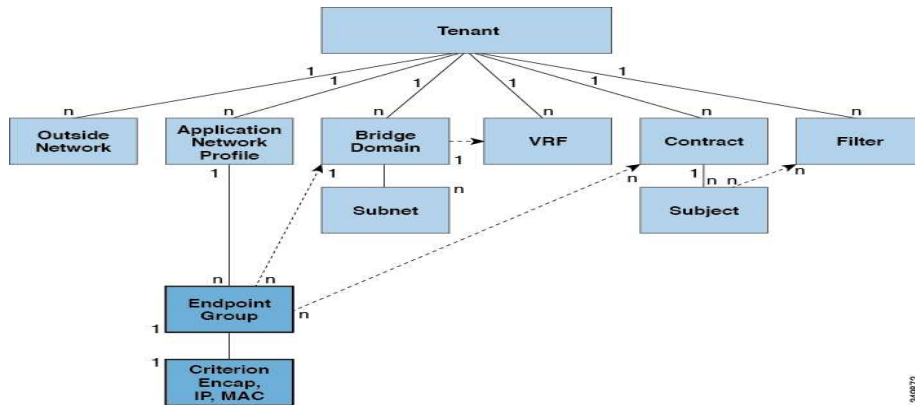 Tenant
1
1
1
1
1
1
n
n
n
n
n
n
Outside
Network
Application
Network
Profile
Bridge
Domain
VRF
Contract
Filter
1
1
1
n
n
1
n
n
n
Subnet
Subject
n
n
Endpoint
Group
n
1
1
Criterion
Encap,
IP, MAC